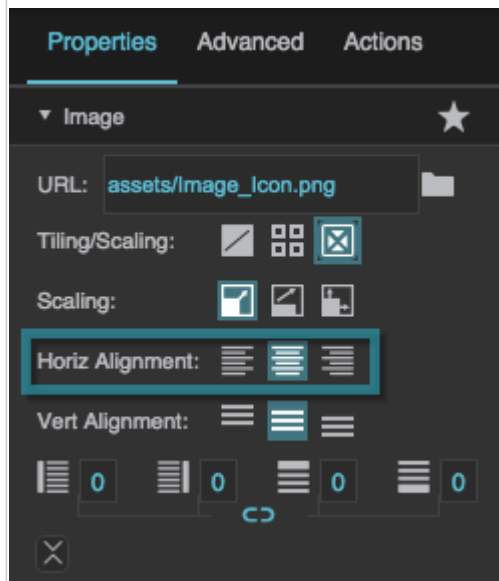 Properties Advanced Actions
Image
URL: assets/Image_Icon.png
Tiling/Scaling:
Scaling:
Horiz Alignment:
Vert Alignment:
0 0 0 0